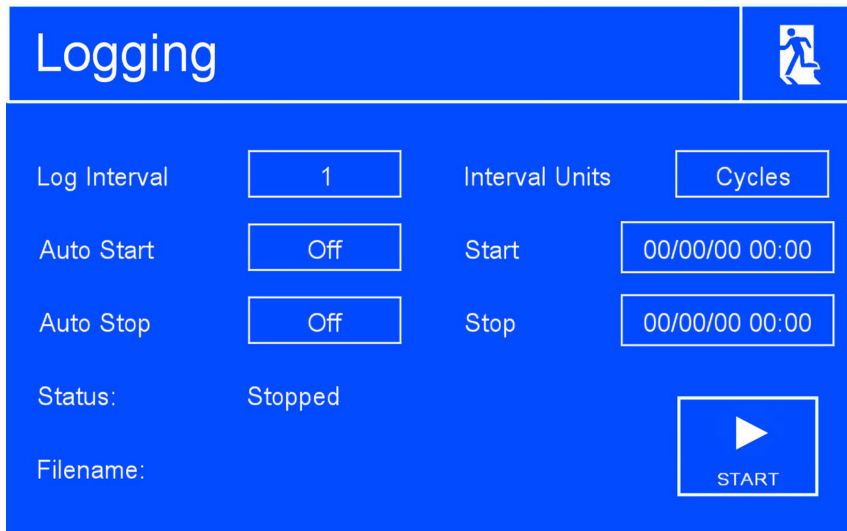 Logging
Log Interval 1 Interval Units Cycles
Auto Start Off Start 00/00/00 00:00
Auto Stop Off Stop 00/00/00 00:00
Status: Stopped
Filename:
START